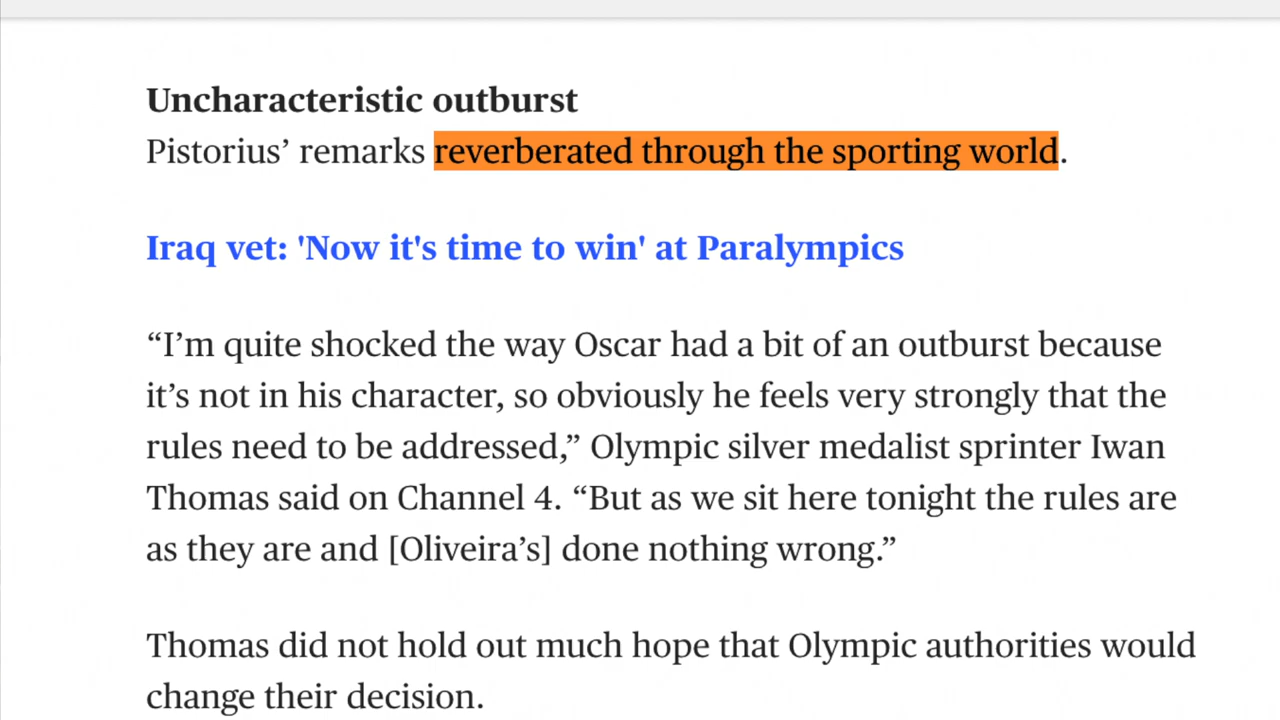 Uncharacteristic outburst
Pistorius’ remarks reverberated through the sporting world.
Iraq vet: 'Now it's time to win' at Paralympics
“I’m quite shocked the way Oscar had a bit of an outburst because
it’s not in his character, so obviously he feels very strongly that the
rules need to be addressed,” Olympic silver medalist sprinter Iwan
Thomas said on Channel 4. “But as we sit here tonight the rules are
as they are and [Oliveira’s] done nothing wrong.”
Thomas did not hold out much hope that Olympic authorities would
change their decision.